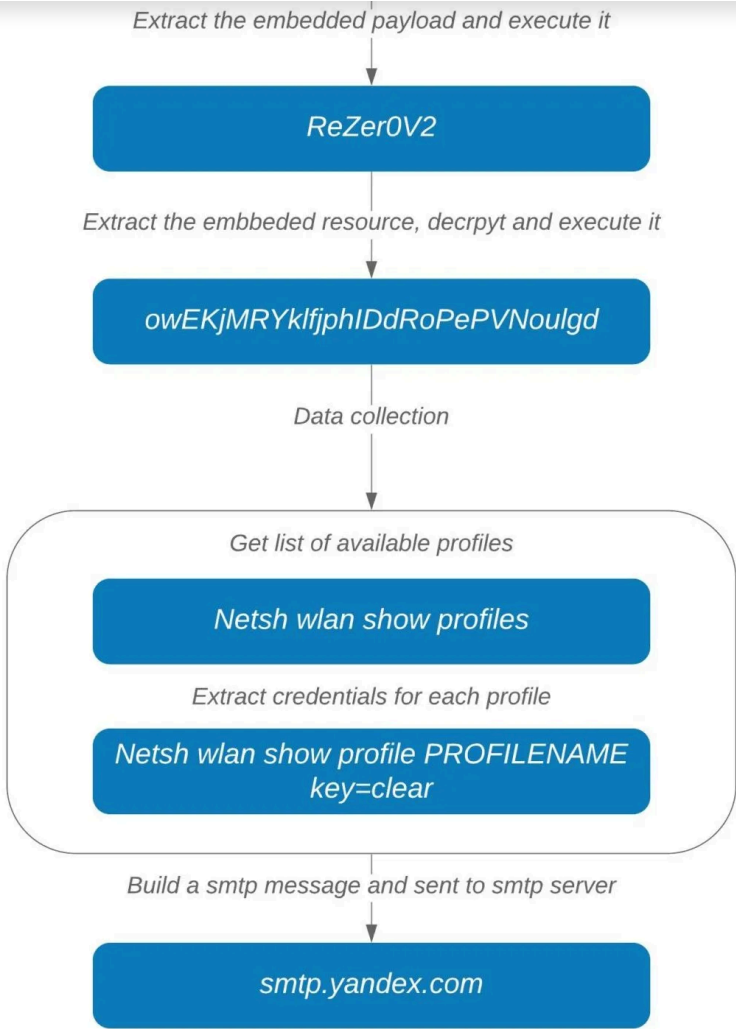 Extract the embedded payload and execute it
ReZer0V2
Extract the embbeded resource, decrpyt and execute it
owEKjMRYklfjphIDdRoPePVNoulgd
Data collection
Get list of available profiles
Netsh wlan show profiles
Extract credentials for each profile
Netsh wlan show profile PROFILENAME
key=clear
Build a smtp message and sent to smtp server
smtp.yandex.com